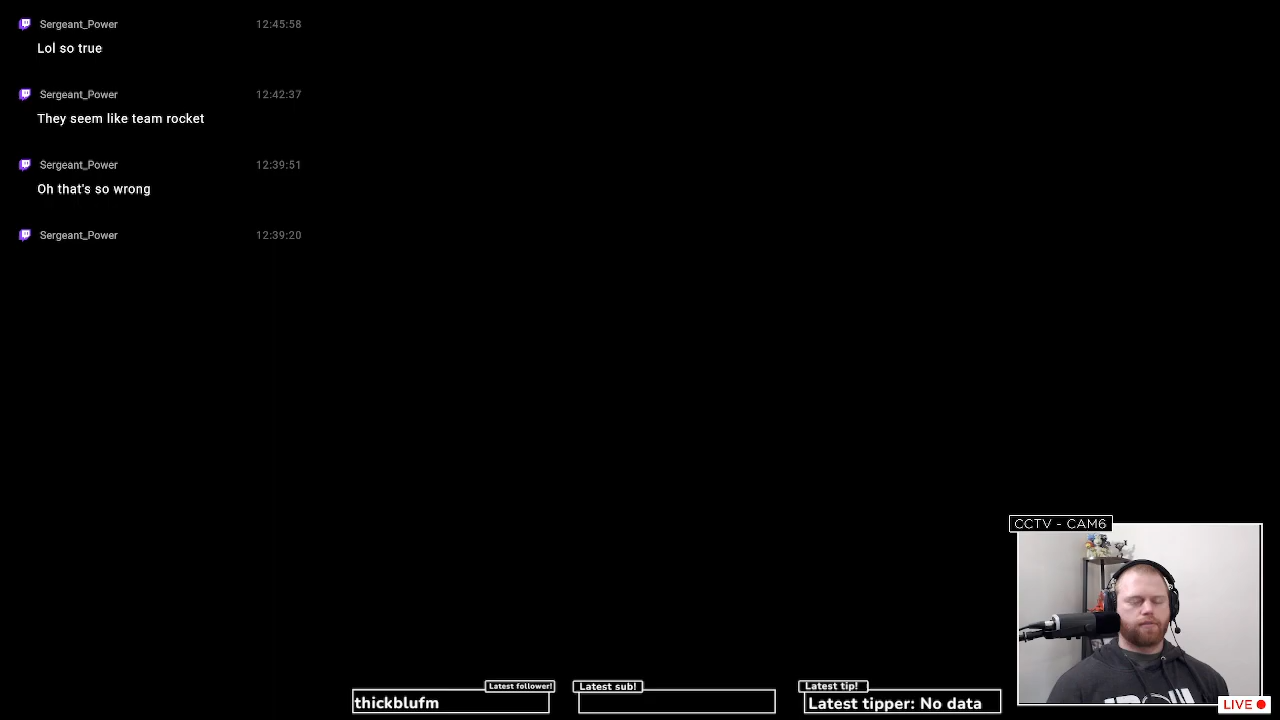 Sergeant_Power 12:45:58
Lol so true
Sergeant_Power 12:42:37
They seem like team rocket
Sergeant_Power 12:39:51
Oh that's so wrong
Sergeant_Power 12:39:20
CCTV - CAM6
Latest follower!
thickblufm
Latest sub!
Latest tip!
Latest tipper: No data
LIVE